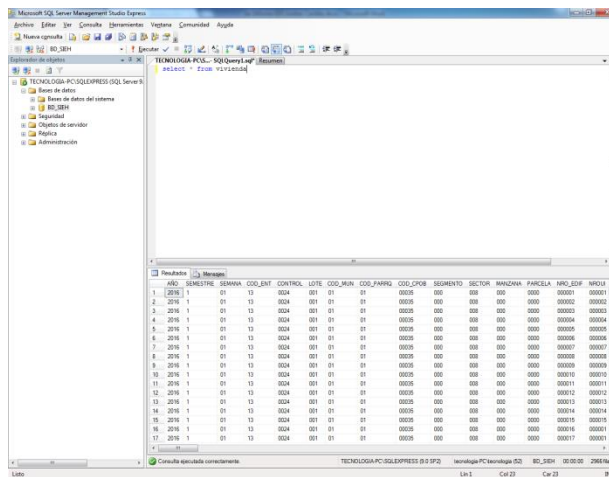 Microsoft SQL Server Management Studio Express
Archivo Editar Ver Consulta Herramientas Ventana Comunidad Ayuda
Nueva consulta
BD_SIEH Ejecutar
Explorador de objetos
TECNOLOGIA-PC\S...- SQLQuery1.sql* Resumen
select * from vivienda
TECNOLOGIA-PC\SQLEXPRESS (SQL Server 9.
Bases de datos
Bases de datos del sistema
BD_SIEH
Seguridad
Objetos de servidor
Réplica
Administración
Resultados Mensajes
AÑO SEMESTRE SEMANA COD_ENT CONTROL LOTE COD_MUN COD_PARRQ COD_CPOB SEGMENTO SECTOR MANZANA PARCELA NRO_EDIF NROUI
1 2016 1 01 13 0024 001 01 01 00035 000 008 000 0000 000001 000001
2 2016 1 01 13 0024 001 01 01 00035 000 008 000 0000 000002 000002
3 2016 1 01 13 0024 001 01 01 00035 000 008 000 0000 000003 000003
4 2016 1 01 13 0024 001 01 01 00035 000 008 000 0000 000004 000004
5 2016 1 01 13 0024 001 01 01 00035 000 008 000 0000 000005 000005
6 2016 1 01 13 0024 001 01 01 00035 000 008 000 0000 000006 000006
7 2016 1 01 13 0024 001 01 01 00035 000 008 000 0000 000007 000007
8 2016 1 01 13 0024 001 01 01 00035 000 008 000 0000 000008 000008
9 2016 1 01 13 0024 001 01 01 00035 000 008 000 0000 000009 000009
10 2016 1 01 13 0024 001 01 01 00035 000 008 000 0000 000010 000010
11 2016 1 01 13 0024 001 01 01 00035 000 008 000 0000 000011 000011
12 2016 1 01 13 0024 001 01 01 00035 000 008 000 0000 000012 000012
13 2016 1 01 13 0024 001 01 01 00035 000 008 000 0000 000013 000013
14 2016 1 01 13 0024 001 01 01 00035 000 008 000 0000 000014 000014
15 2016 1 01 13 0024 001 01 01 00035 000 008 000 0000 000015 000015
16 2016 1 01 13 0024 001 01 01 00035 000 008 000 0000 000016 000001
17 2016 1 01 13 0024 001 01 01 00035 000 008 000 0000 000017 000001
Consulta ejecutada correctamente. TECNOLOGIA-PC\SQLEXPRESS (9.0 SP2) tecnologia-PC\tecnologia (52) BD_SIEH 00:00:00
Listo Lín 1 Col 23 Car 23